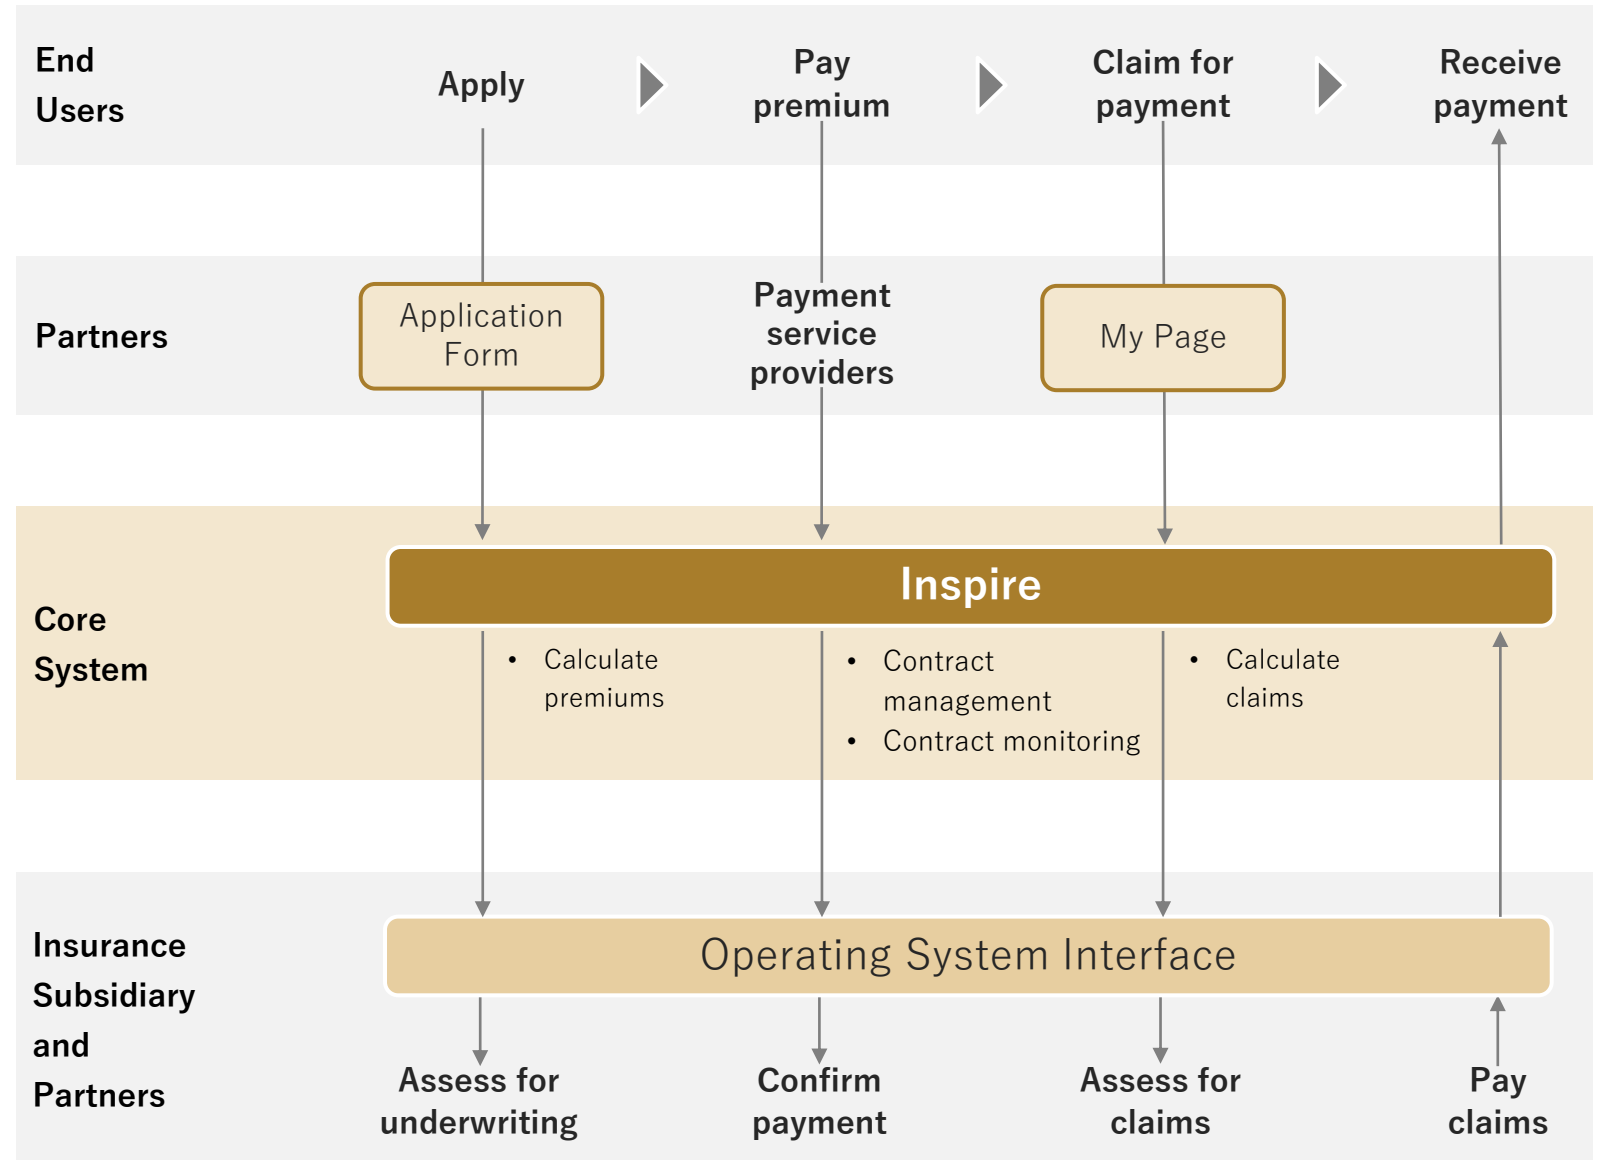 End
Users
Apply
Pay
premium
Claim for
payment
Receive
payment
Partners
Application
Form
Payment
service
providers
My Page
Core
System
Inspire
• Calculate
premiums
• Contract
management
• Contract monitoring
• Calculate
claims
Insurance
Subsidiary
and
Partners
Operating System Interface
Assess for
underwriting
Confirm
payment
Assess for
claims
Pay
claims